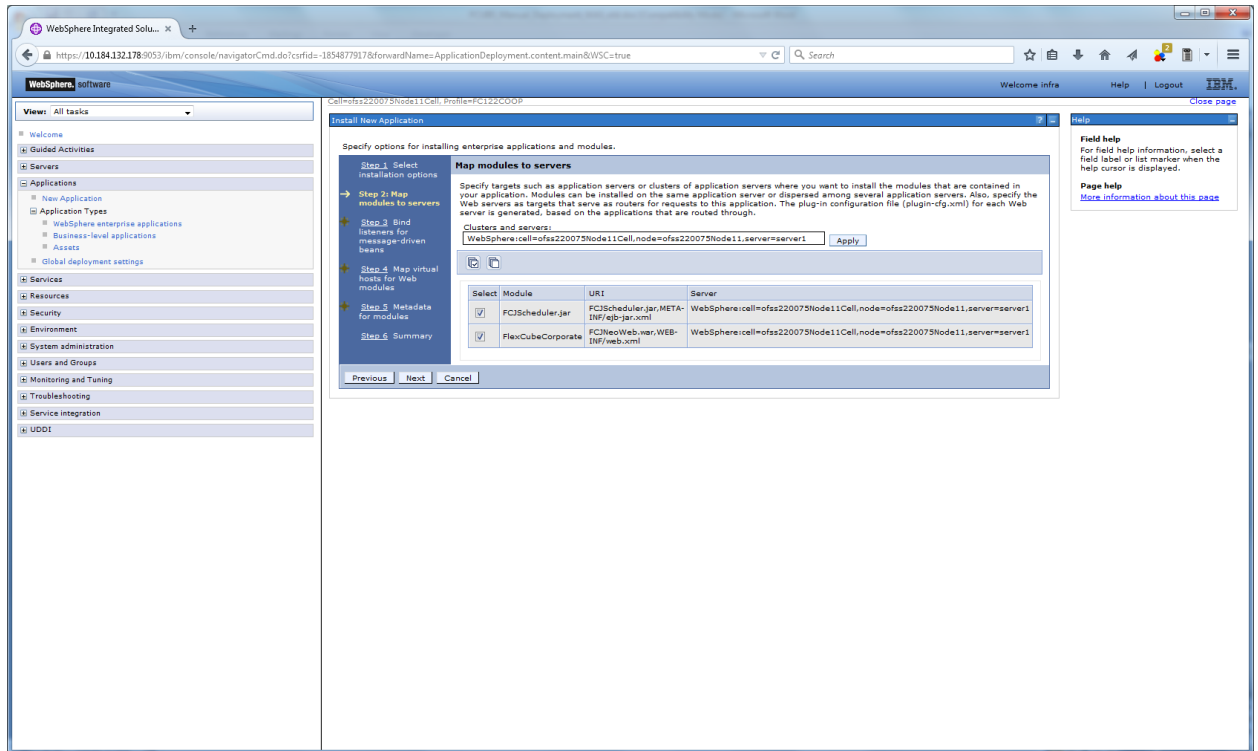 WebSphere Integrated Solu...
https://10.184.132.178:9053/ibm/console/navigatorCmd.do?csrfid=-1854877917&forwardName=ApplicationDeployment.content.main&WSC=true
Search
2
WebSphere. software
Welcome infra
Help | Logout
IBM.
View: All tasks
Welcome
Guided Activities
Servers
Applications
New Application
Application Types
WebSphere enterprise applications
Business-level applications
Assets
Global deployment settings
Services
Resources
Security
Environment
System administration
Users and Groups
Monitoring and Tuning
Troubleshooting
Service integration
UDDI
Cell=ofss220075Node11Cell, Profile=FC122COOP
Close page
Install New Application
? -
Specify options for installing enterprise applications and modules.
Step 1 Select
installation options
Step 2: Map
modules to servers
Step 3 Bind
listeners for
message-driven
beans
Step 4 Map virtual
hosts for Web
modules
Step 5 Metadata
for modules
Step 6 Summary
Map modules to servers
Specify targets such as application servers or clusters of application servers where you want to install the modules that are contained in
your application. Modules can be installed on the same application server or dispersed among several application servers. Also, specify the
Web servers as targets that serve as routers for requests to this application. The plug-in configuration file (plugin-cfg.xml) for each Web
server is generated, based on the applications that are routed through.
Clusters and servers:
WebSphere:cell=ofss220075Node11Cell,node=ofss220075Node11,server=server1
Apply
Select Module URI Server
FCJScheduler.jar FCJScheduler.jar,META- WebSphere:cell=ofss220075Node11Cell,node=ofss220075Node11,server=server1
INF/ejb-jar.xml
FlexCubeCorporate FCJNeoWeb.war,WEB- WebSphere:cell=ofss220075Node11Cell,node=ofss220075Node11,server=server1
INF/web.xml
Previous Next Cancel
Help
Field help
For field help information, select a
field label or list marker when the
help cursor is displayed.
Page help
More information about this page